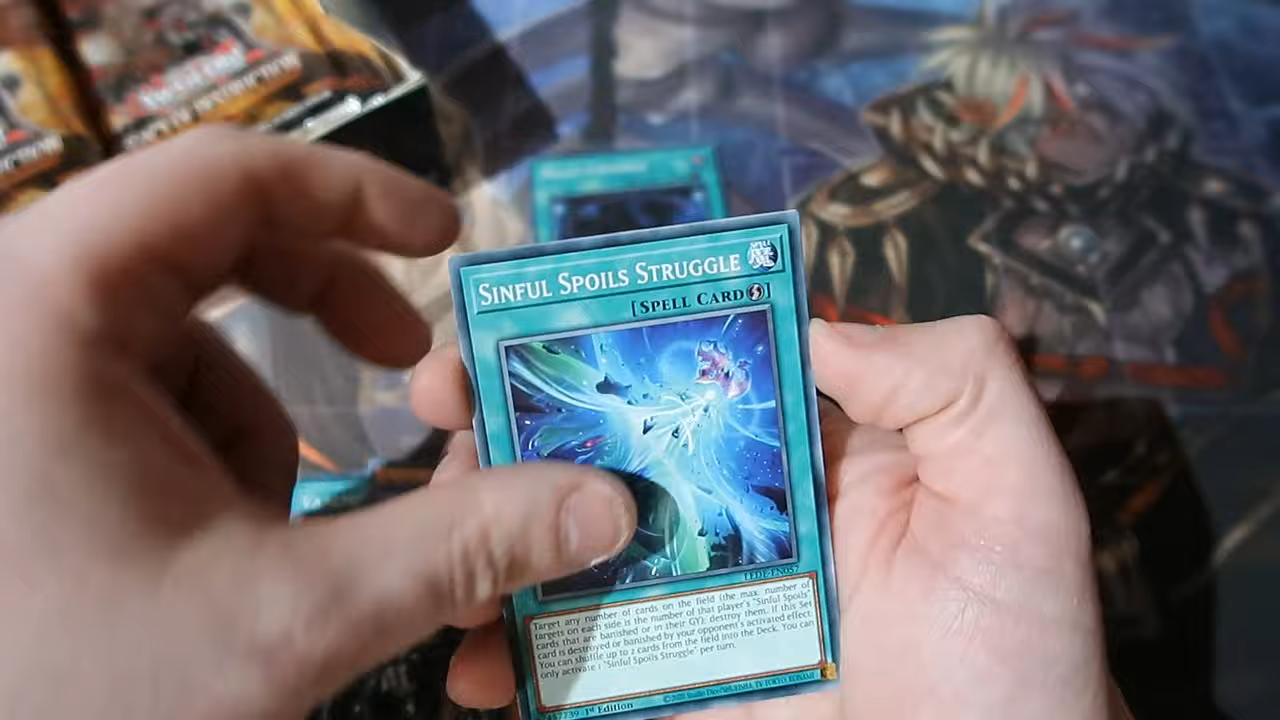 SINFUL SPOILS STRUGGLE
SPELL
[SPELL CARD]
LEDE-EN057
Target any number of cards on the field (the max. number of
targets on each side is the number of that player's "Sinful Spoils"
cards that are banished or in their GY); destroy them. If this Set
card is destroyed or banished by your opponent's activated effect:
You can shuffle up to 2 cards from the field into the Deck. You can
only activate 1 "Sinful Spoils Struggle" per turn.
1st Edition
©2020 Studio Dice/SHUEISHA, TV TOKYO, KONAMI